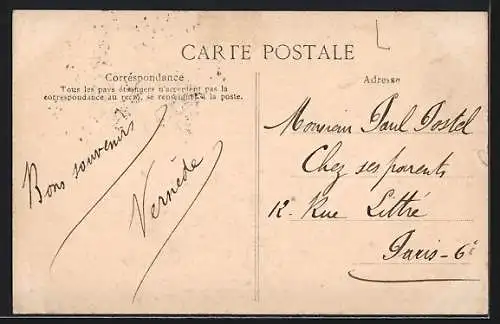 CARTE POSTALE
Correspondance
Tous les pays étrangers n'acceptent pas la
correspondance au recto, se renseigner à la poste.
Bons souvenirs
Vernède
Adresse
Monsieur Paul Postel
Chez ses parents
12 - Rue Littré
Paris - 6e